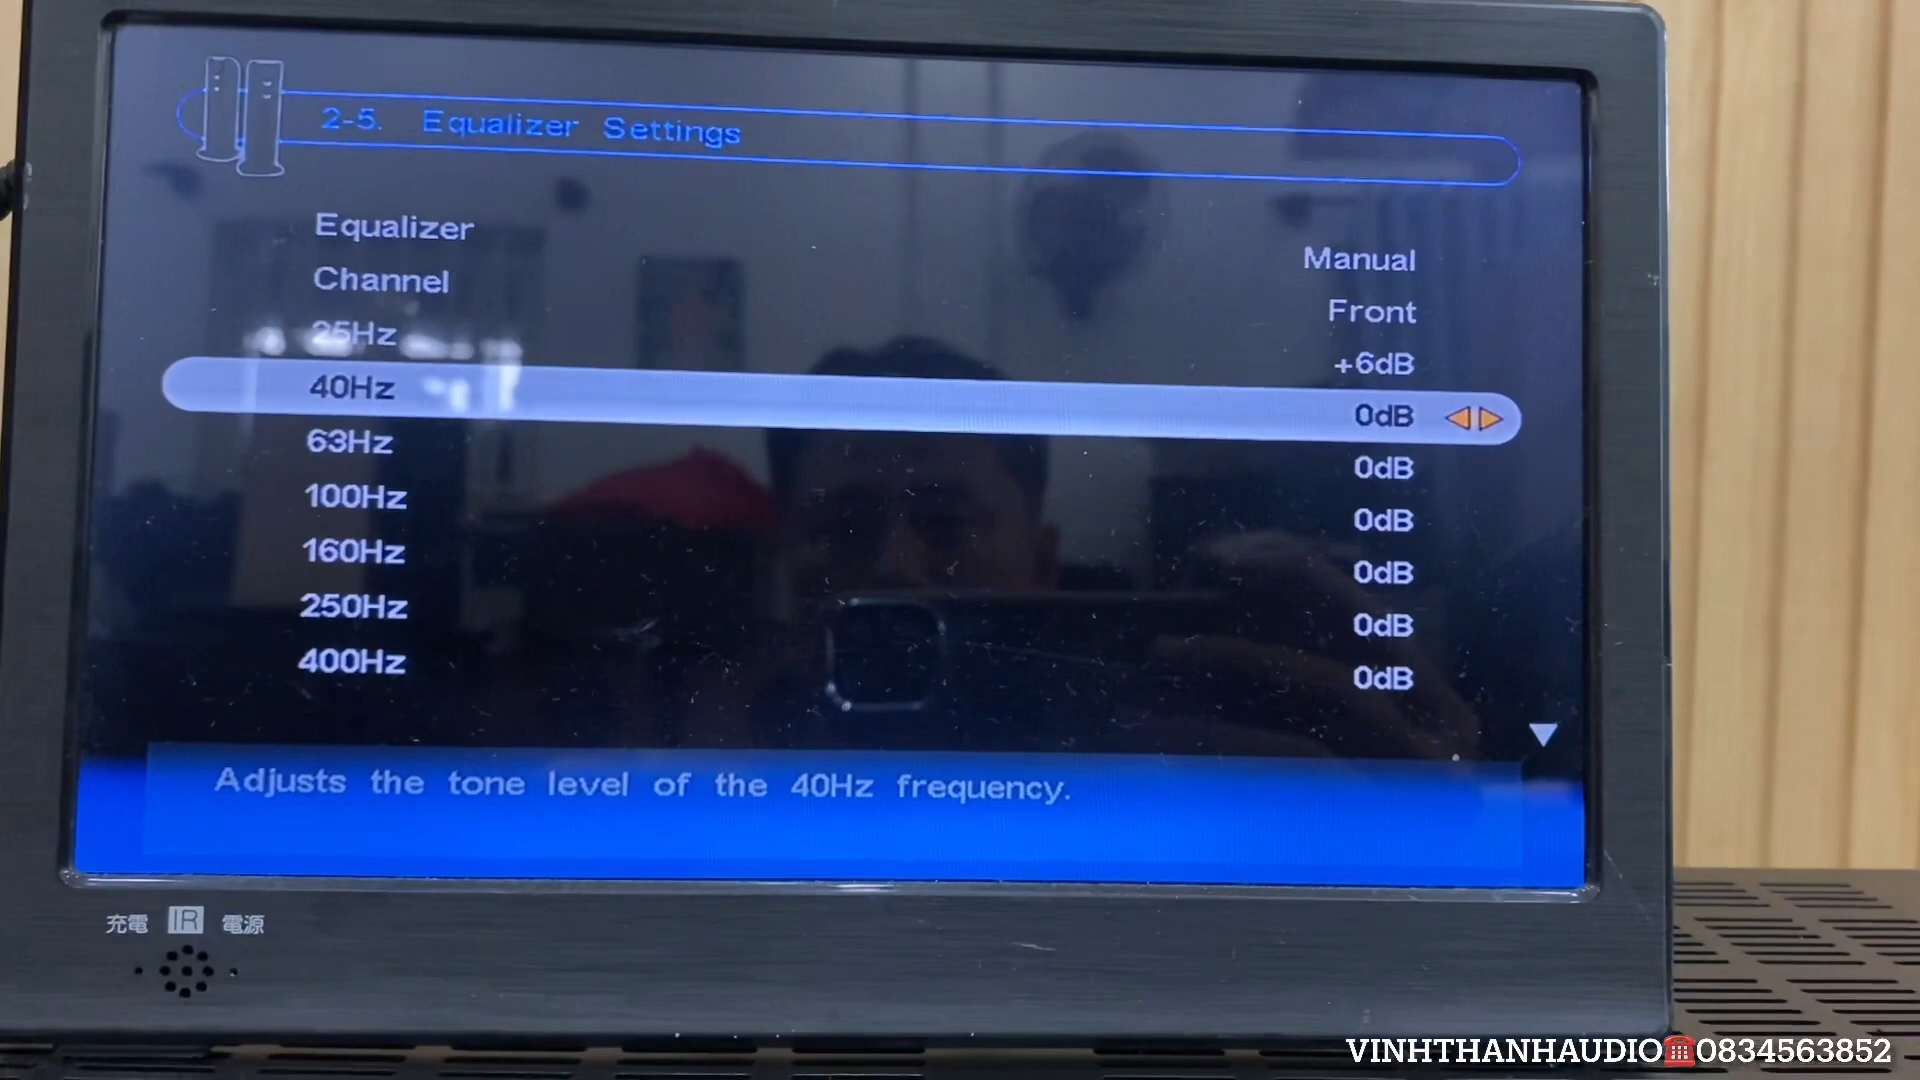 2-5. Equalizer Settings
Equalizer Manual
Channel Front
25Hz +6dB
40Hz 0dB
63Hz 0dB
100Hz 0dB
160Hz 0dB
250Hz 0dB
400Hz 0dB
Adjusts the tone level of the 40Hz frequency.
充電 IR 電源
VINHTHANHAUDIO☎0834563852